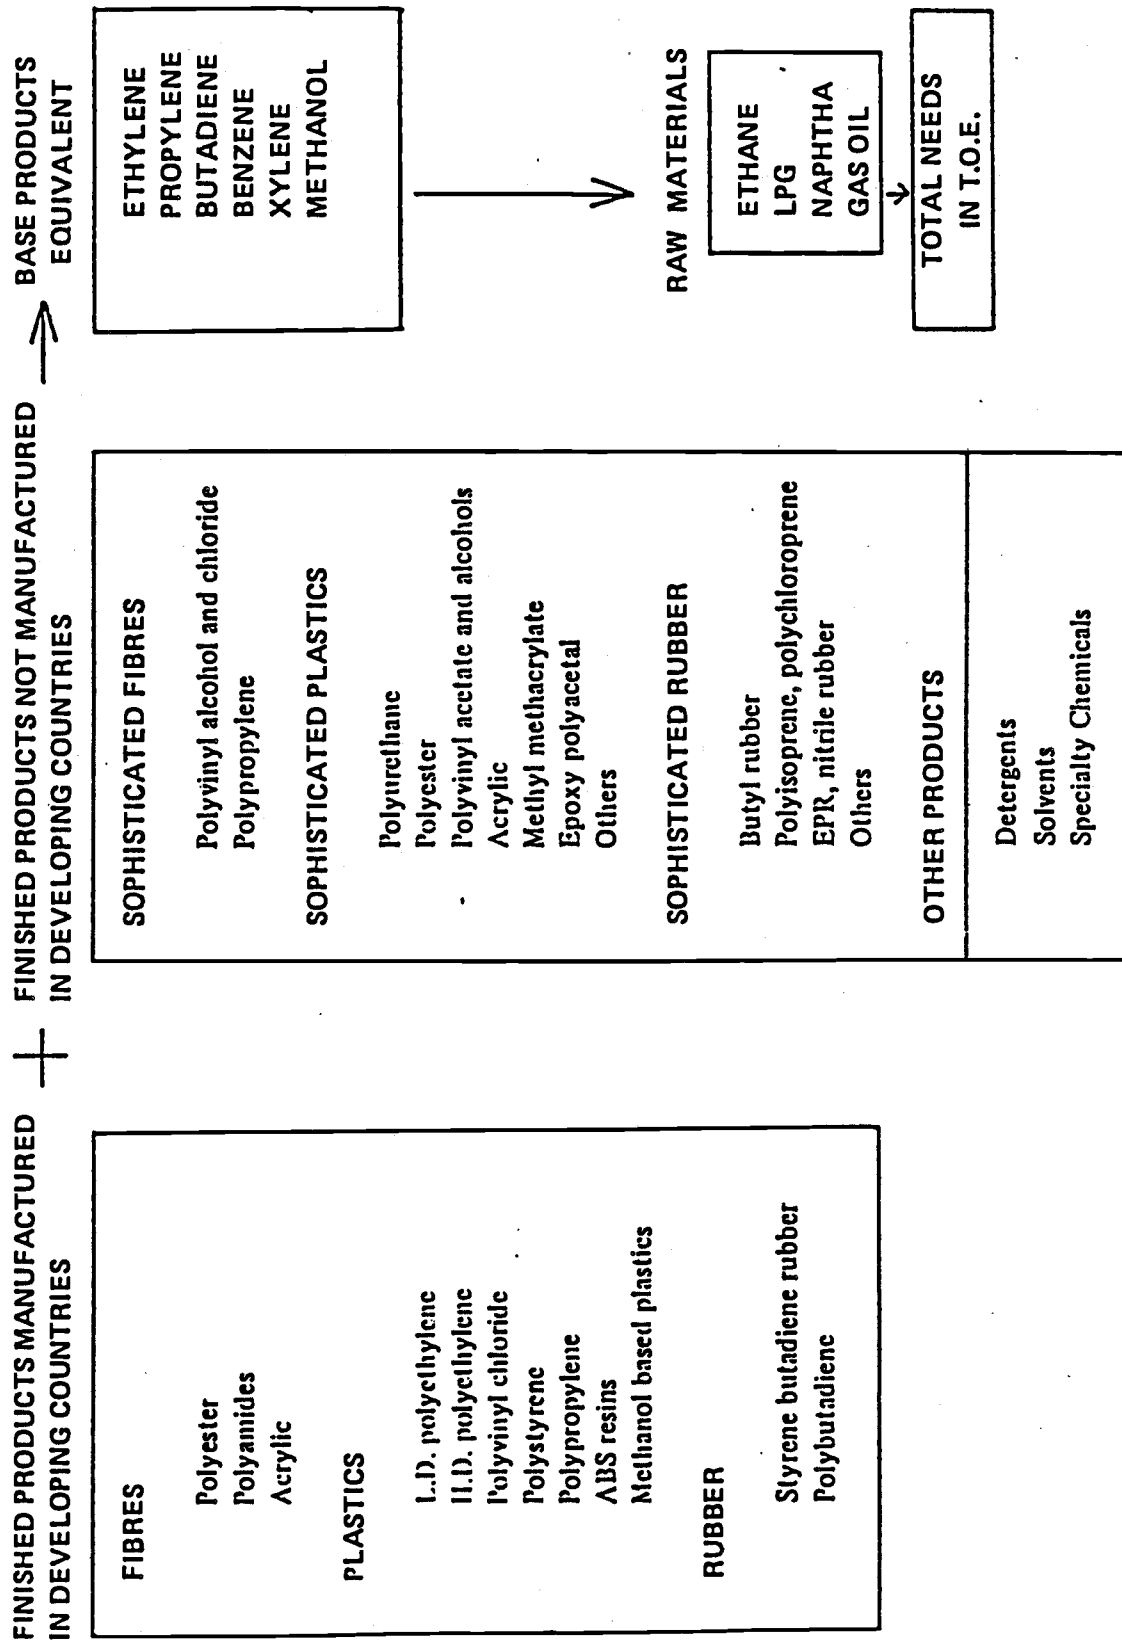 FINISHED PRODUCTS MANUFACTURED
IN DEVELOPING COUNTRIES
+
FINISHED PRODUCTS NOT MANUFACTURED
IN DEVELOPING COUNTRIES
BASE PRODUCTS
EQUIVALENT
FIBRES
Polyester
Polyamides
Acrylic
PLASTICS
L.D. polyethylene
H.D. polyethylene
Polyvinyl chloride
Polystyrene
Polypropylene
ABS resins
Methanol based plastics
RUBBER
Styrene butadiene rubber
Polybutadiene
SOPHISTICATED FIBRES
Polyvinyl alcohol and chloride
Polypropylene
SOPHISTICATED PLASTICS
Polyurethane
Polyester
Polyvinyl acetate and alcohols
Acrylic
Methyl methacrylate
Epoxy polyacetal
Others
SOPHISTICATED RUBBER
Butyl rubber
Polyisoprene, polychloroprene
EPR, nitrile rubber
Others
OTHER PRODUCTS
Detergents
Solvents
Specialty Chemicals
ETHYLENE
PROPYLENE
BUTADIENE
BENZENE
XYLENE
METHANOL
RAW MATERIALS
ETHANE
LPG
NAPHTHA
GAS OIL
TOTAL NEEDS
IN T.O.E.